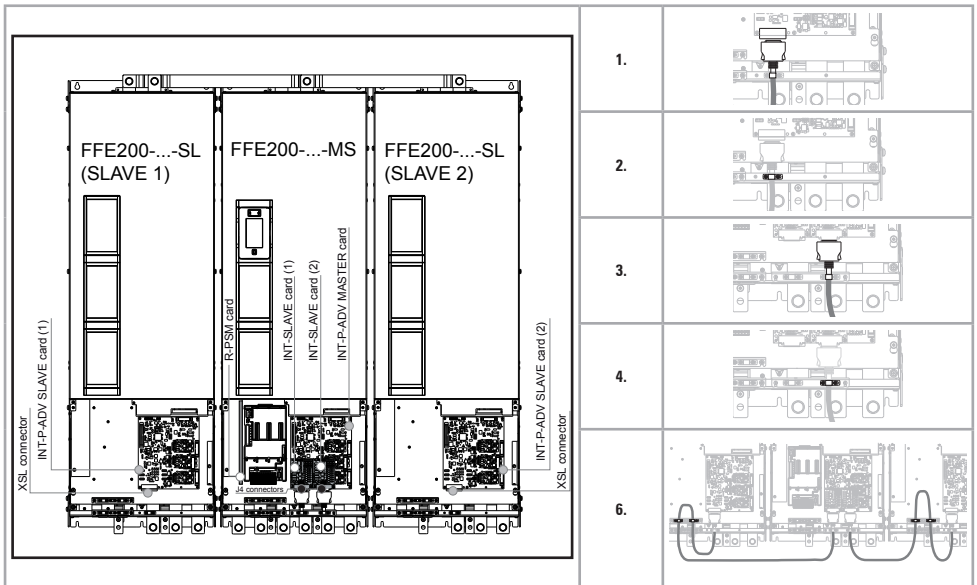 FFE200-...-SL
(SLAVE 1)
FFE200-...-MS
FFE200-...-SL
(SLAVE 2)
XSL connector
INT-P-ADV SLAVE card (1)
R-PSM card
INT-SLAVE card (1)
INT-SLAVE card (2)
INT-P-ADV MASTER card
J4 connectors
INT-P-ADV SLAVE card (2)
XSL connector
1.
2.
3.
4.
6.